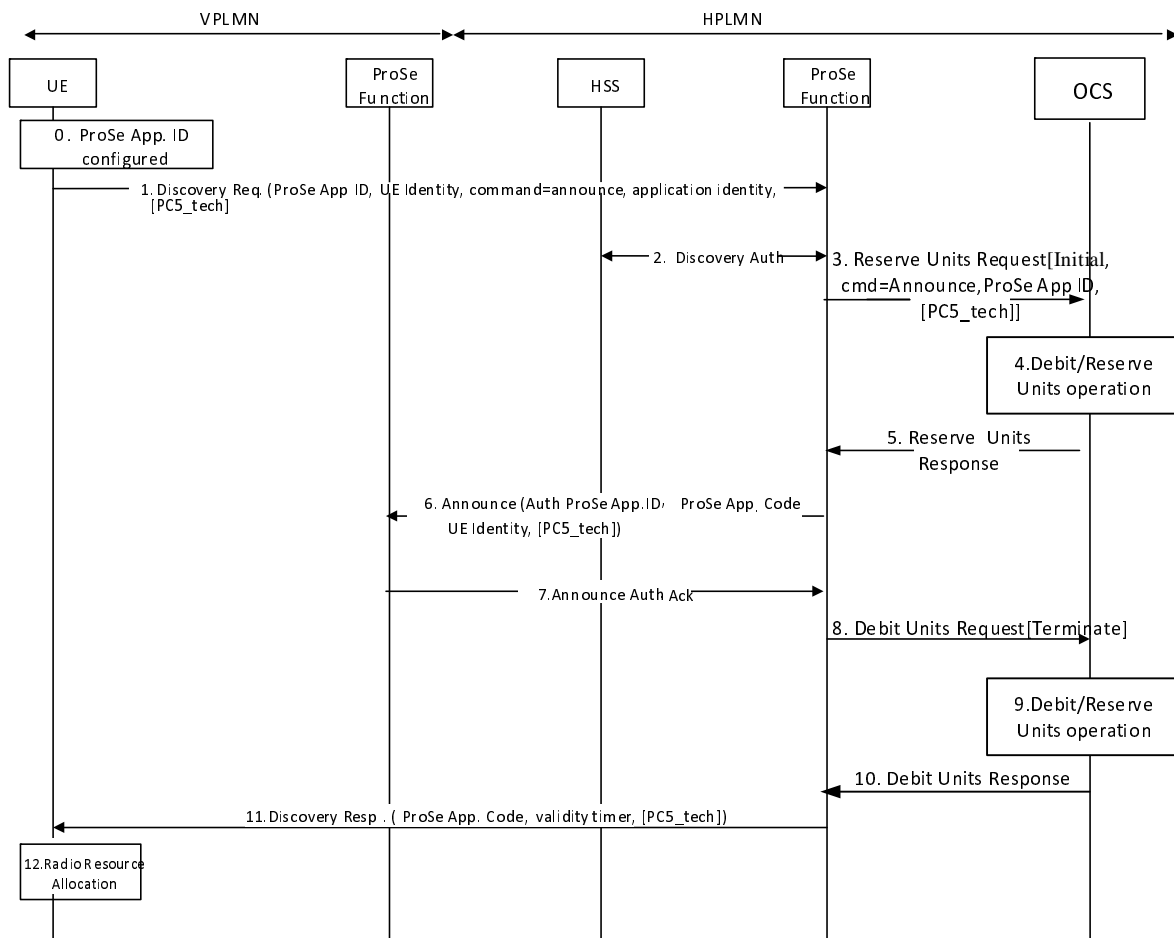 VPLMN
HPLMN
UE
ProSe
Function
HSS
ProSe
Function
OCS
0. ProSe App. ID
configured
1. Discovery Req. (ProSe App ID, UE Identity, command=announce, application identity,
[PC5_tech]
2. Discovery Auth
3. Reserve Units Request[Initial,
cmd=Announce,ProSe App ID,
[PC5_tech]]
4.Debit/Reserve
Units operation
5. Reserve Units
Response
6. Announce (Auth ProSe App.ID, ProSe App. Code
UE Identity, [PC5_tech])
7.Announce Auth Ack
8. Debit Units Request[Terminate]
9.Debit/Reserve
Units operation
10. Debit Units Response
11.Discovery Resp . ( ProSe App. Code, validity timer, [PC5_tech])
12.Radio Resource
Allocation